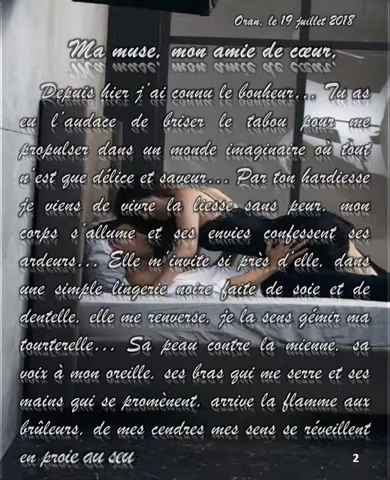 Oran, le 19 juillet 2018
Ma muse, mon amie de cœur,
Depuis hier j'ai connu le bonheur... Tu as
eu l'audace de briser le tabou pour me
propulser dans un monde imaginaire où tout
n'est que délice et saveur... Par ton hardiesse
je viens de vivre la liesse sans peur, mon
corps s'allume et ses envies confessent ses
ardeurs... Elle m'invite si près d'elle, dans
une simple lingerie noire faite de soie et de
dentelle, elle me renverse, je la sens gémir ma
tourterelle... Sa peau contre la mienne, sa
voix à mon oreille, ses bras qui me serre et ses
mains qui se promènent, arrive la flamme aux
brûleurs, de mes cendres mes sens se réveillent
en proie au seu
2